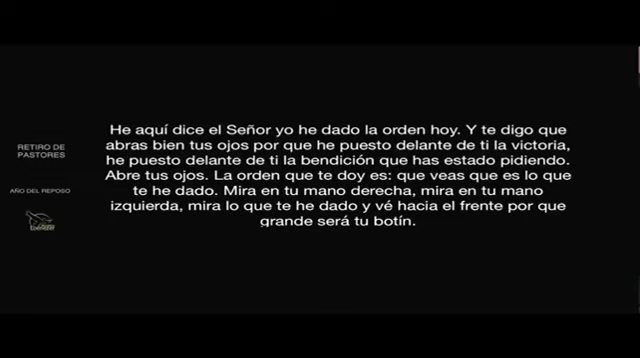 RETIRO DE
PASTORES
AÑO DEL REPOSO
He aquí dice el Señor yo he dado la orden hoy. Y te digo que
abras bien tus ojos por que he puesto delante de ti la victoria,
he puesto delante de ti la bendición que has estado pidiendo.
Abre tus ojos. La orden que te doy es: que veas que es lo que
te he dado. Mira en tu mano derecha, mira en tu mano
izquierda, mira lo que te he dado y vé hacia el frente por que
grande será tu botín.